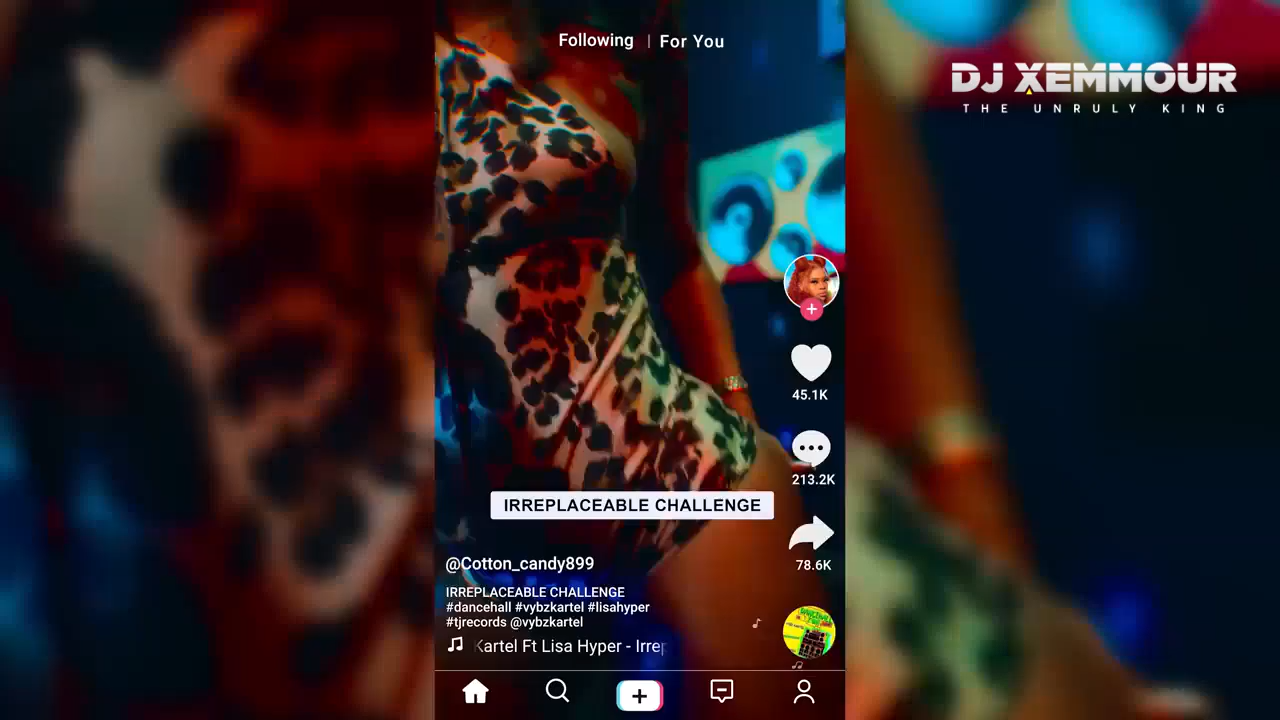 Following | For You
DJ XEMMOUR
THE UNRULY KING
45.1K
213.2K
IRREPLACEABLE CHALLENGE
78.6K
@Cotton_candy899
IRREPLACEABLE CHALLENGE
#dancehall #vybzkartel #lisahyper
#tjrecords @vybzkartel
Kartel Ft Lisa Hyper - Irrep